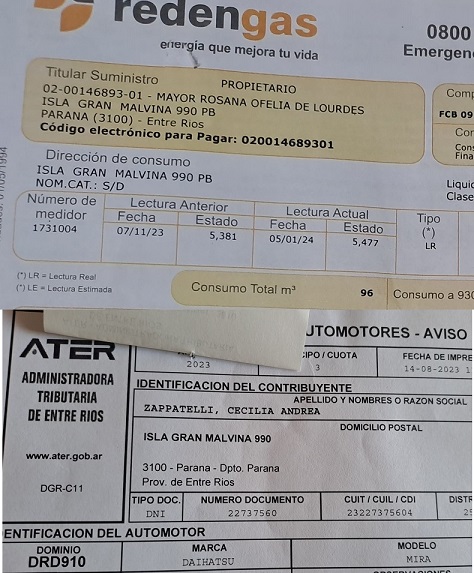 redengas
energía que mejora tu vida
0800
Emergenc
Titular Suministro
PROPIETARIO
02-00146893-01 - MAYOR ROSANA OFELIA DE LOURDES
ISLA GRAN MALVINA 990 PB
PARANA (3100) - Entre Rios
Código electrónico para Pagar: 020014689301
Comp
FCB 09
Con
Cons
Fina
Dirección de consumo
ISLA GRAN MALVINA 990 PB
NOM.CAT.: S/D
Liquid
Clase
Número de medidor
Lectura Anterior
Lectura Actual
Tipo (*)
Fecha Estado Fecha Estado
1731004 07/11/23 5,381 05/01/24 5,477 LR
(*) LR = Lectura Real
(*) LE = Lectura Estimada
Consumo Total m³ 96 Consumo a 930
ATER
ADMINISTRADORA
TRIBUTARIA
DE ENTRE RIOS
www.ater.gob.ar
DGR-C11
UTOMOTORES - AVISO
IPO / CUOTA
FECHA DE IMPRE
2023 3 14-08-2023 1
IDENTIFICACION DEL CONTRIBUYENTE
APELLIDO Y NOMBRES O RAZON SOCIAL
ZAPPATELLI, CECILIA ANDREA
DOMICILIO POSTAL
ISLA GRAN MALVINA 990
3100 - Parana - Dpto. Parana
Prov. de Entre Rios
TIPO DOC. NUMERO DOCUMENTO CUIT / CUIL / CDI DISTR
DNI 22737560 23227375604 25
ENTIFICACION DEL AUTOMOTOR
DOMINIO MARCA MODELO
DRD910 DAIHATSU MIRA